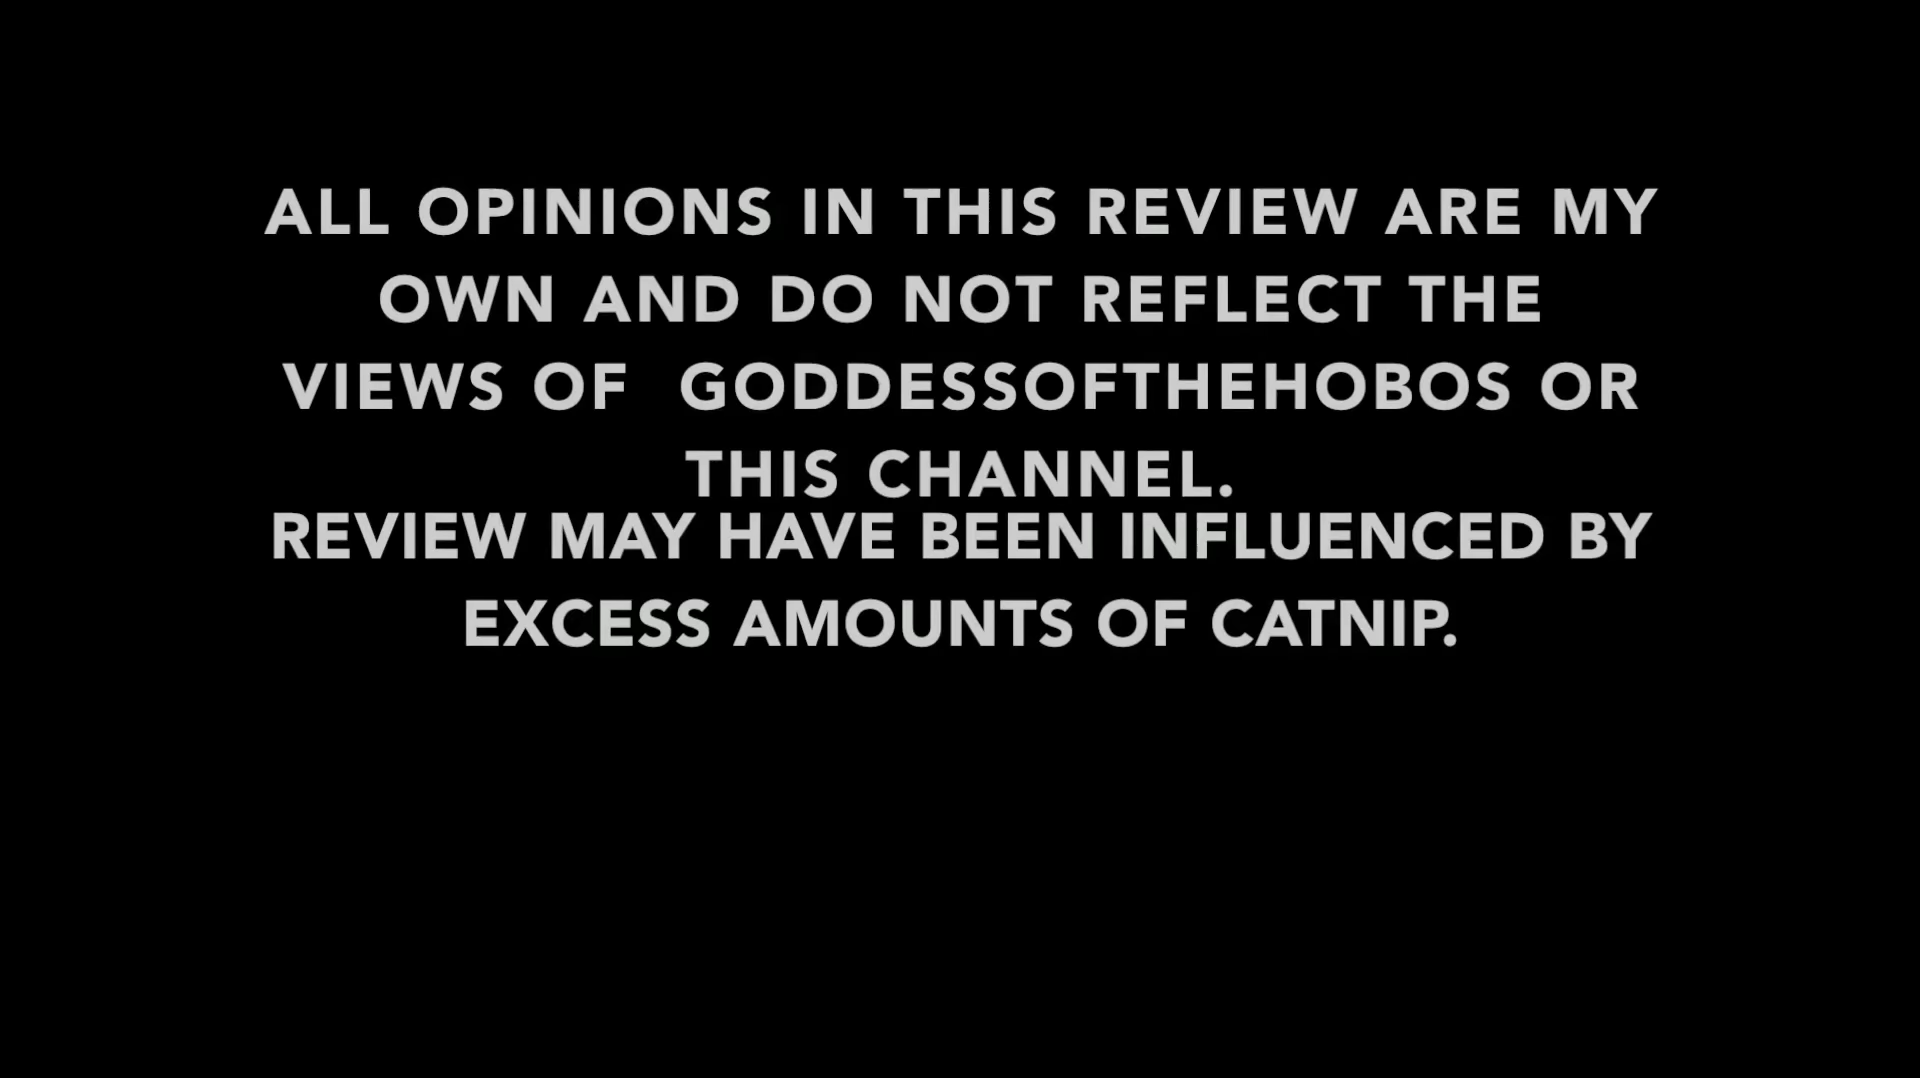 ALL OPINIONS IN THIS REVIEW ARE MY
OWN AND DO NOT REFLECT THE
VIEWS OF  GODDESSOFTHEHOBOS OR
THIS CHANNEL.
REVIEW MAY HAVE BEEN INFLUENCED BY
EXCESS AMOUNTS OF CATNIP.